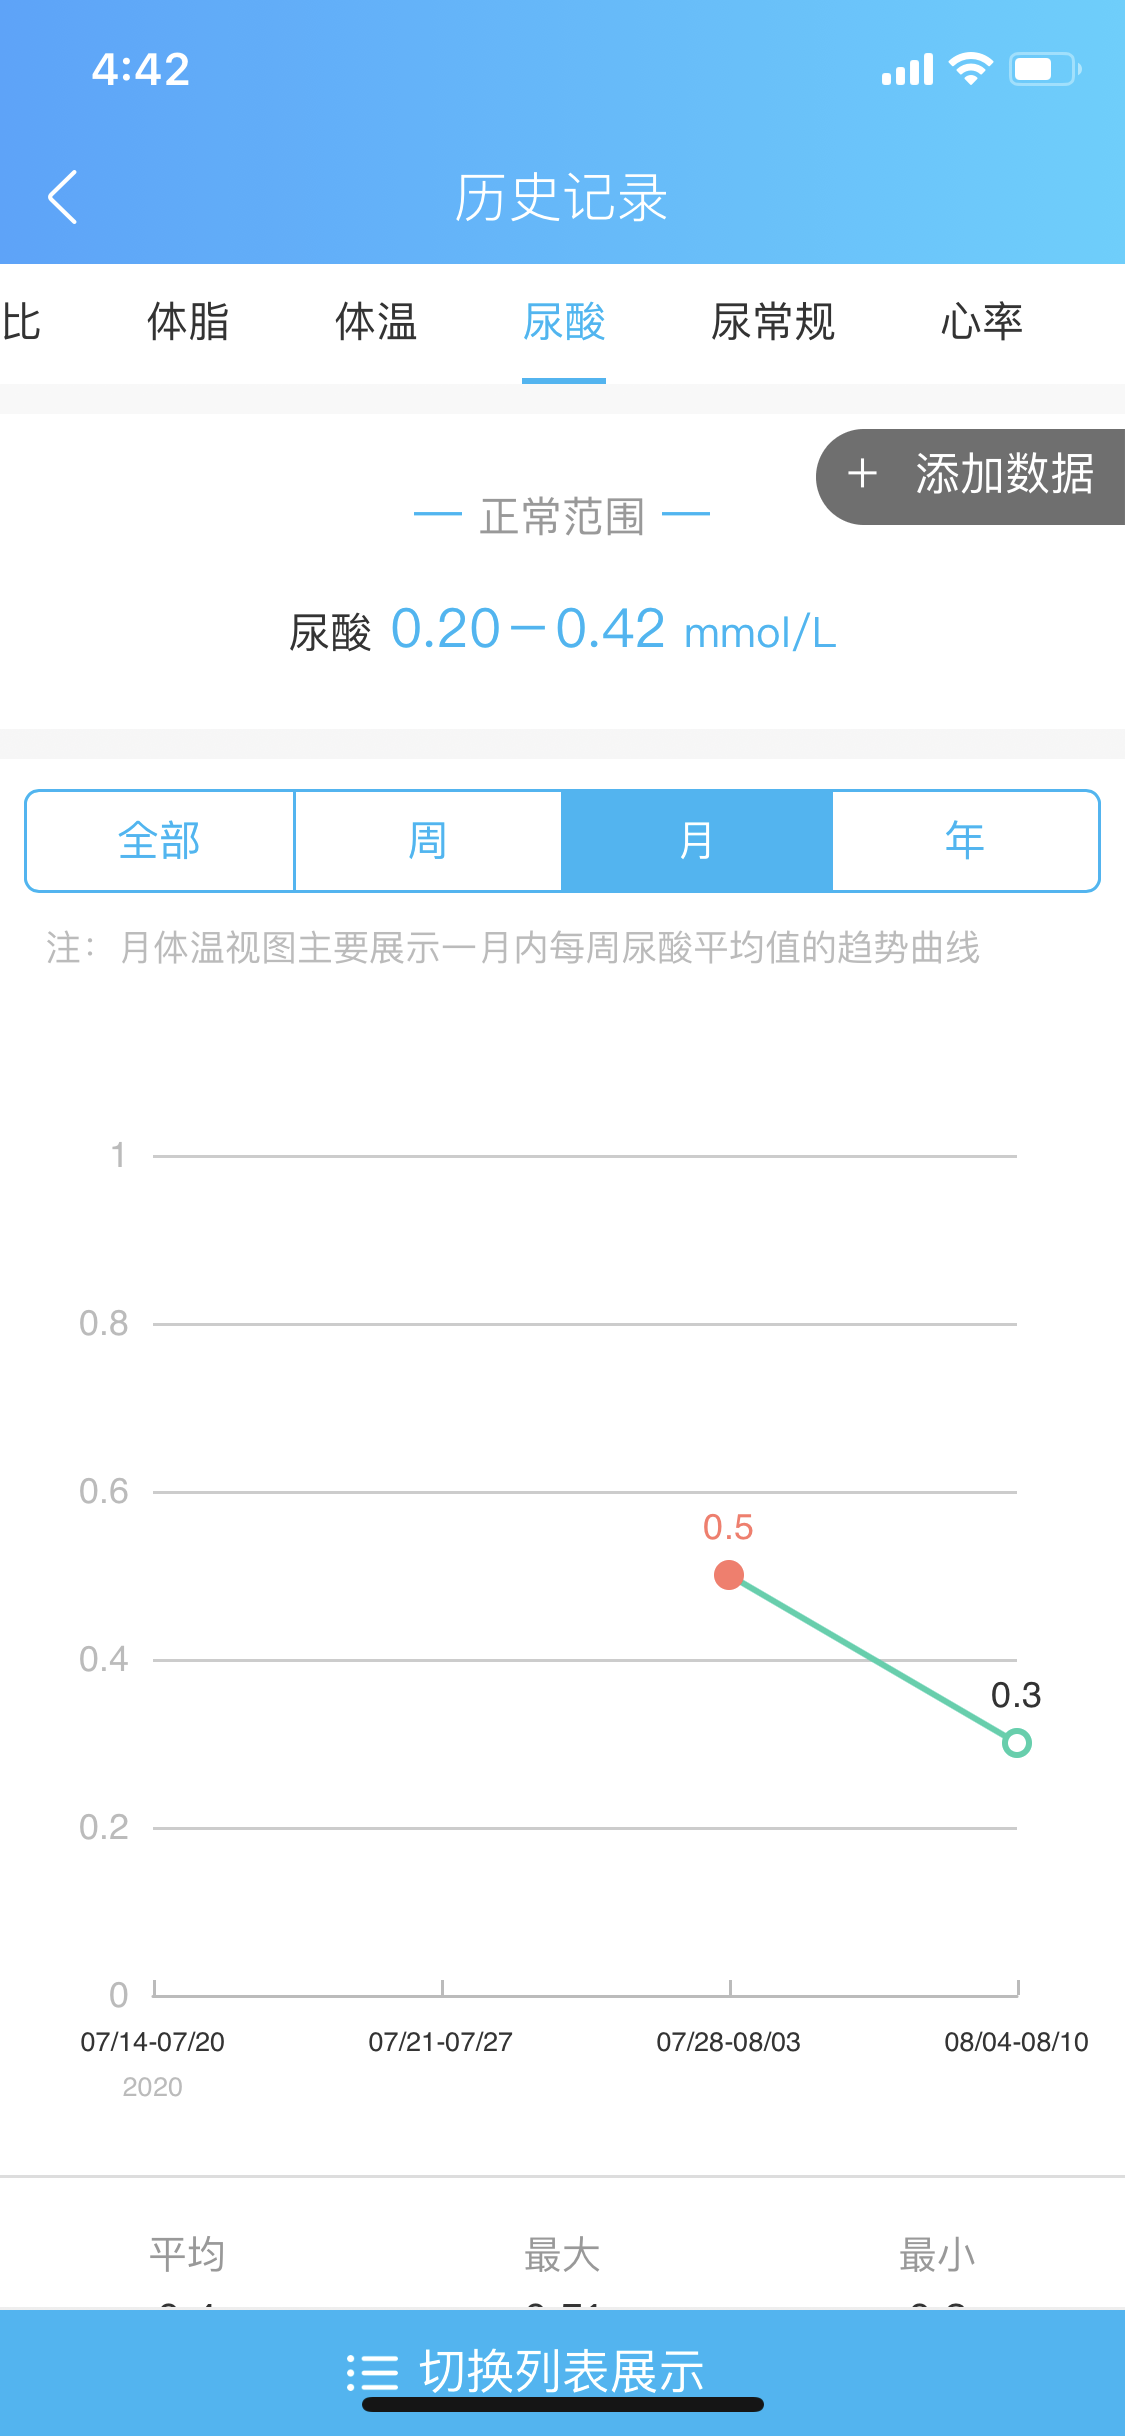 4:42
历史记录
比 体脂 体温 尿酸 尿常规 心率
+ 添加数据
正常范围
尿酸 0.20-0.42 mmol/L
全部 周 月 年
注：月体温视图主要展示一月内每周尿酸平均值的趋势曲线
1
0.8
0.6
0.5
0.4
0.3
0.2
0
07/14-07/20 07/21-07/27 07/28-08/03 08/04-08/10
2020
平均 最大 最小
切换列表展示